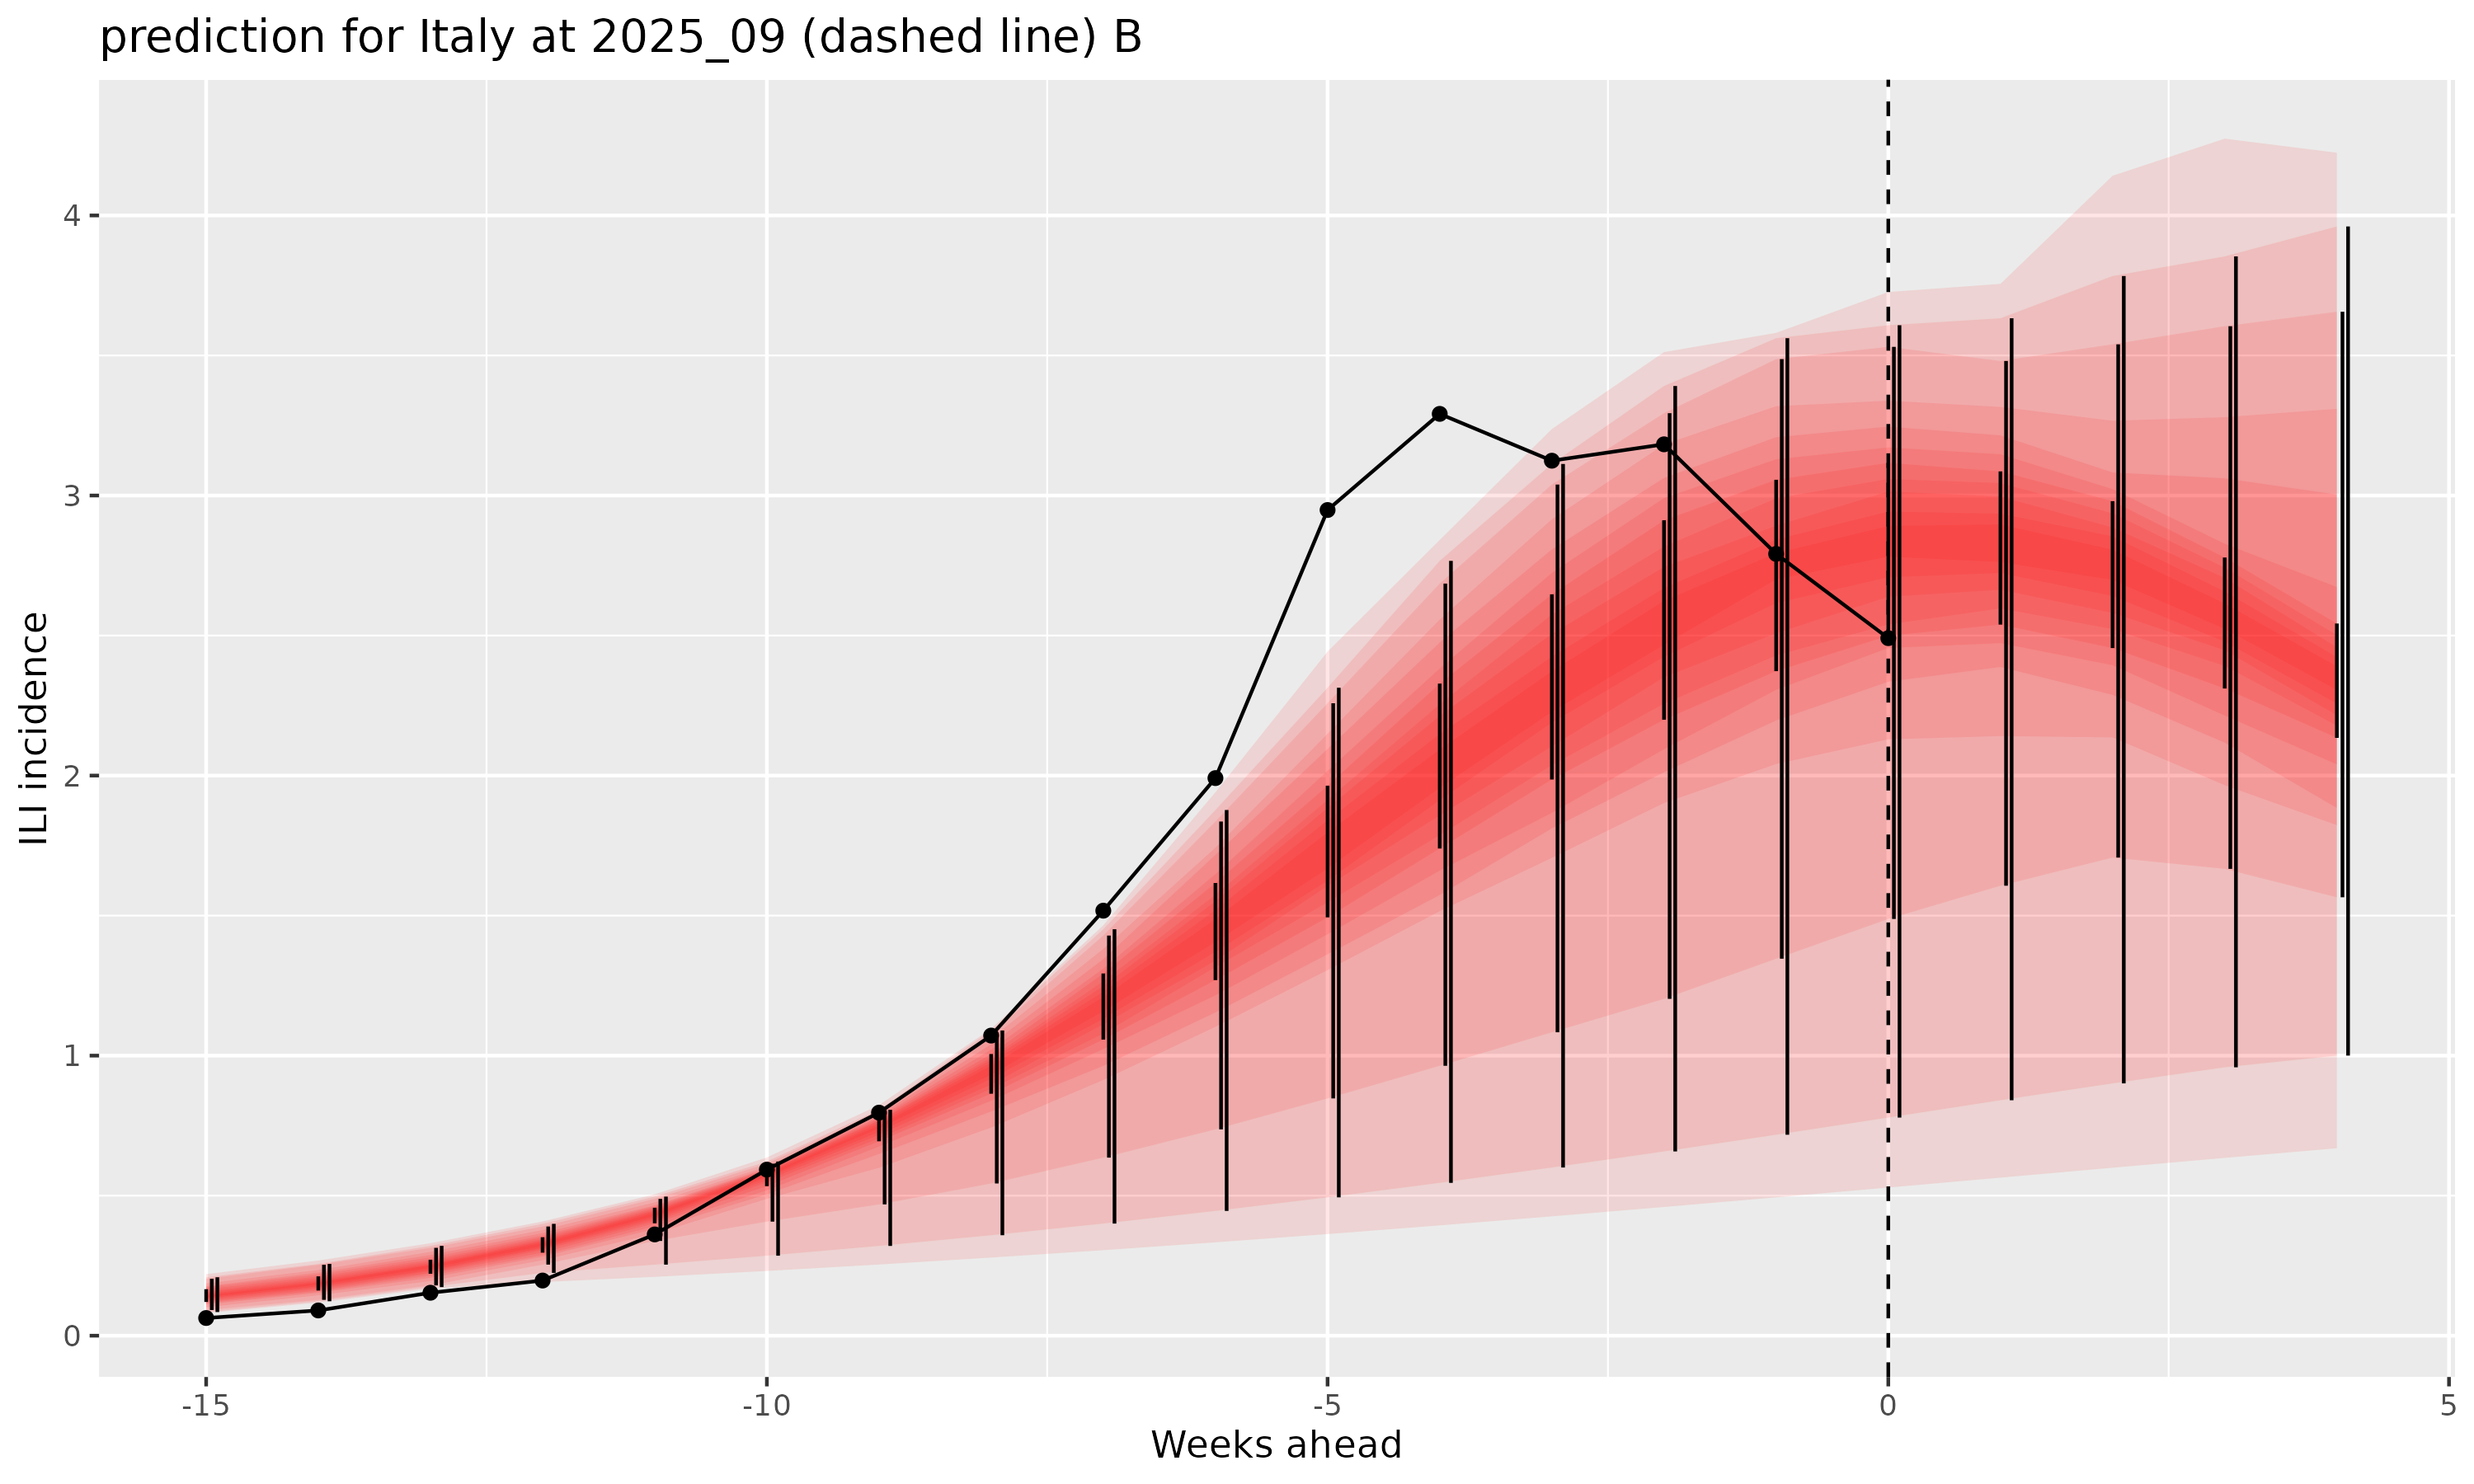 prediction for Italy at 2025_09 (dashed line) B
ILI incidence
4
3
2
1
0
-15 -10 -5 0 5
Weeks ahead